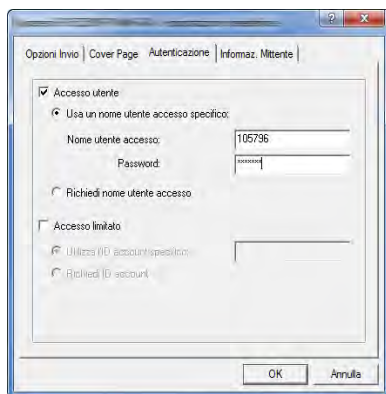 Opzioni Invio Cover Page Autenticazione Informaz. Mittente
Accesso utente
Usa un nome utente accesso specifico:
Nome utente accesso: 105796
Password: *******
Richiedi nome utente accesso
Accesso limitato
Utilizza l'ID account specifico:
Richiedi ID account
OK Annulla